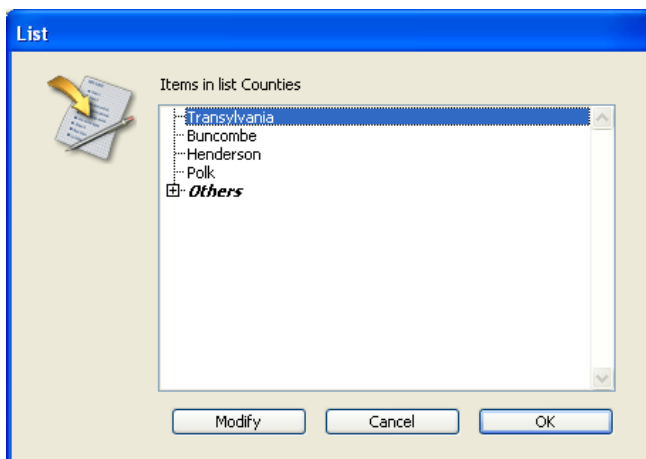 List
Items in list Counties
Transylvania
Buncombe
Henderson
Polk
Others
Modify Cancel OK